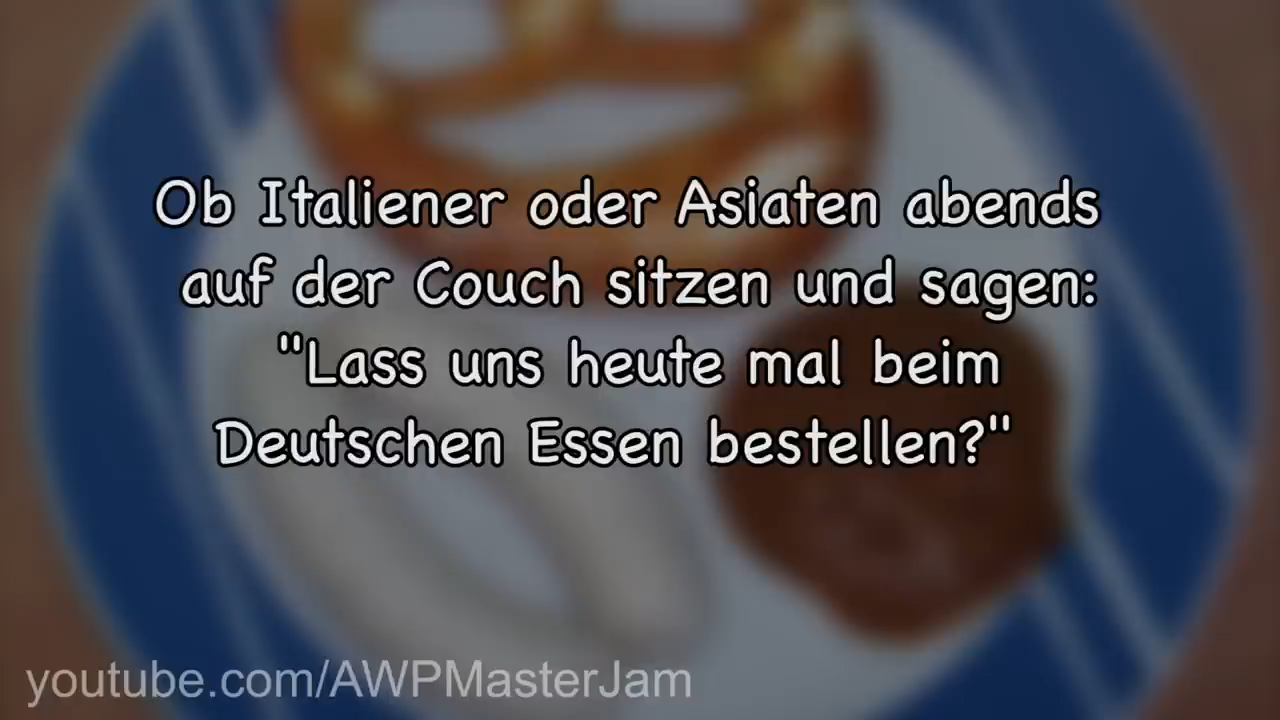 Ob Italiener oder Asiaten abends
auf der Couch sitzen und sagen:
"Lass uns heute mal beim
Deutschen Essen bestellen?"
youtube.com/AWPMasterJam